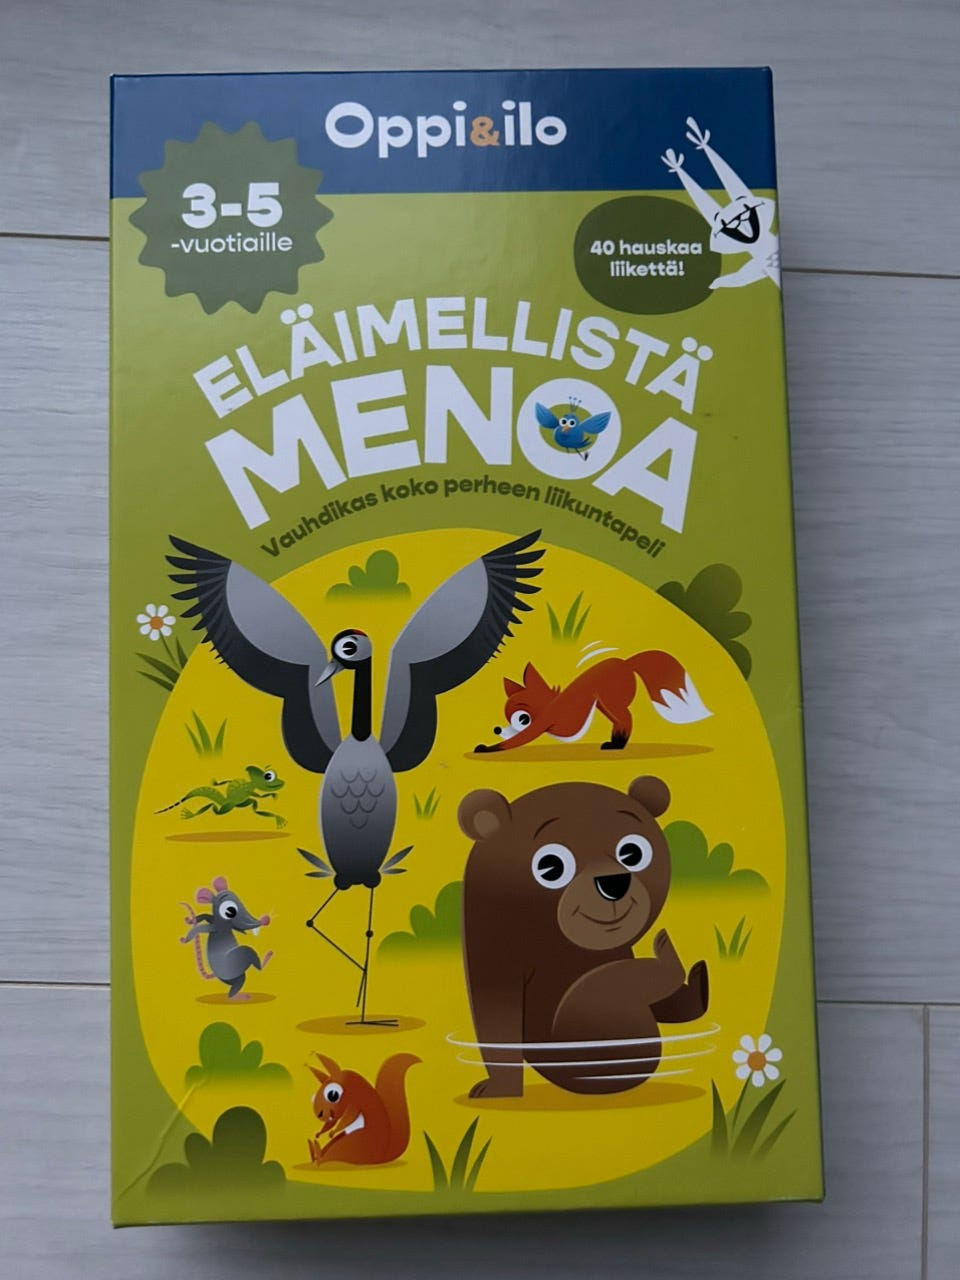 Oppi&ilo
3-5
-vuotiaille
40 hauskaa
liikettä!
ELÄIMELLISTÄ
MENOA
Vauhdikas koko perheen liikuntapeli